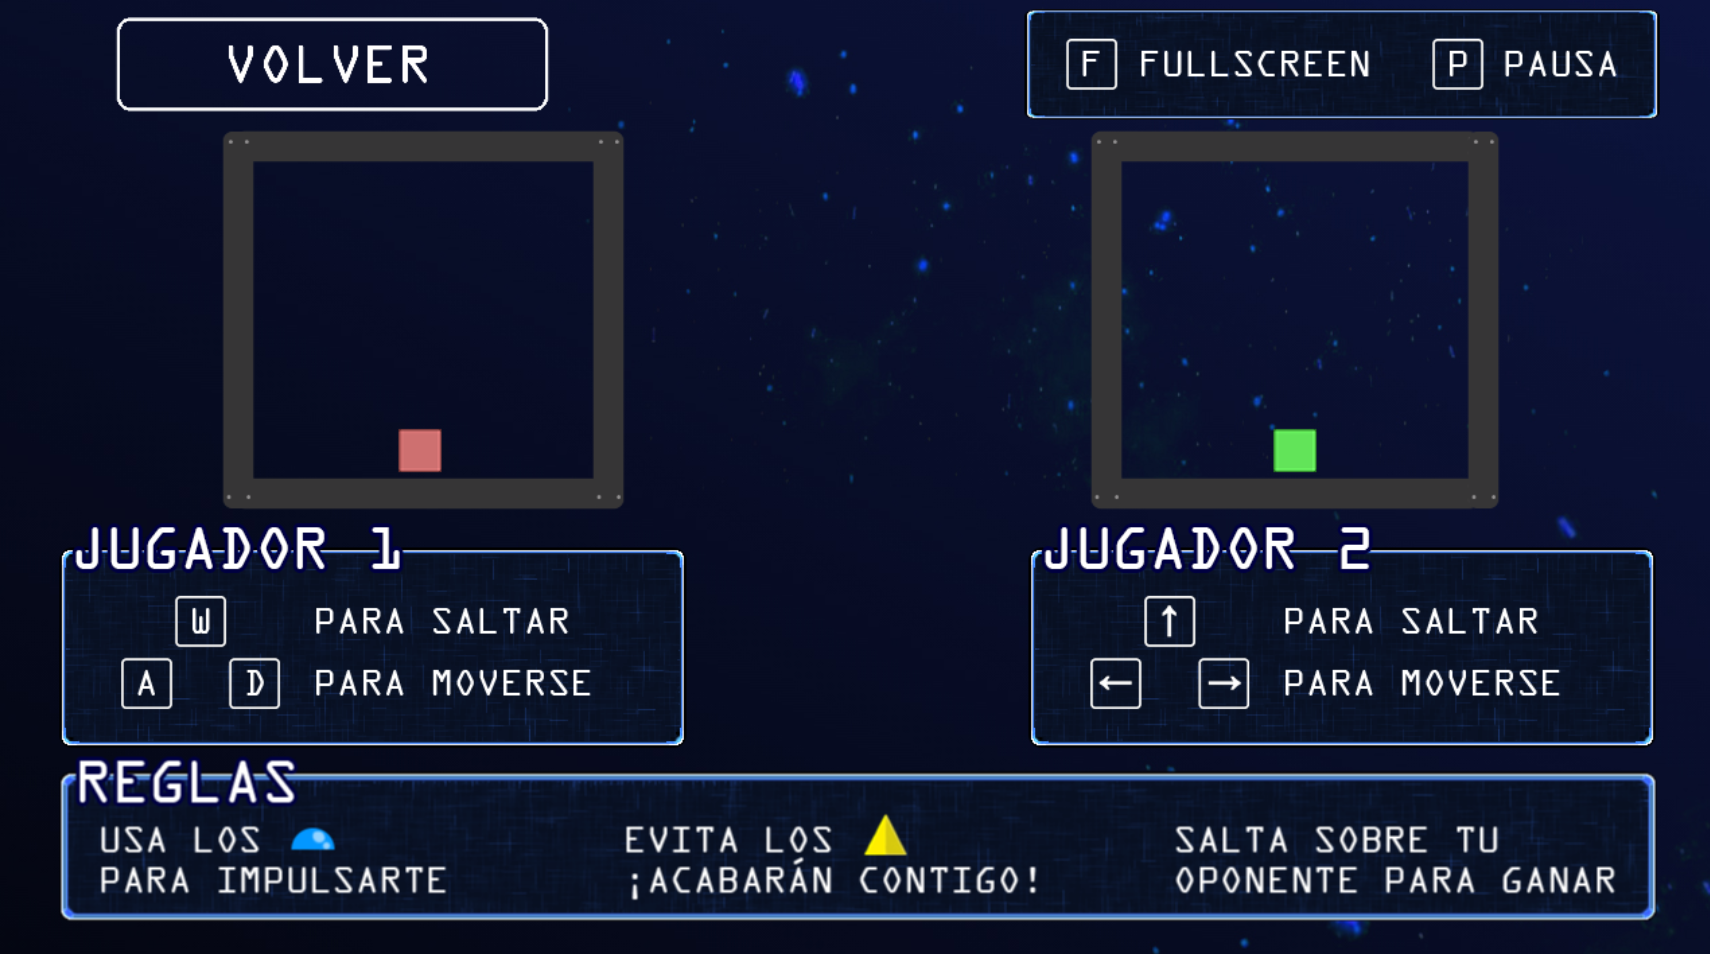 VOLVER
F FULLSCREEN P PAUSA
JUGADOR 1
W PARA SALTAR
A D PARA MOVERSE
JUGADOR 2
↑ PARA SALTAR
← → PARA MOVERSE
REGLAS
USA LOS
PARA IMPULSARTE
EVITA LOS
¡ACABARÁN CONTIGO!
SALTA SOBRE TU
OPONENTE PARA GANAR